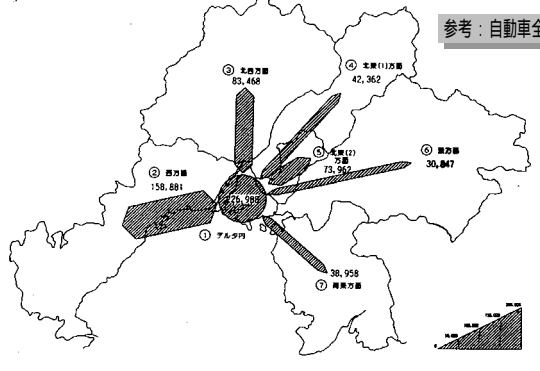 参考：自動車全
④ 北東(1)方面
42,362
③ 北西方面
83,468
⑤ 北東(2)
方面
73,962
⑥ 東方面
30,847
② 西方面
158,881
① デルタ内
38,958
⑦ 南東方面
0